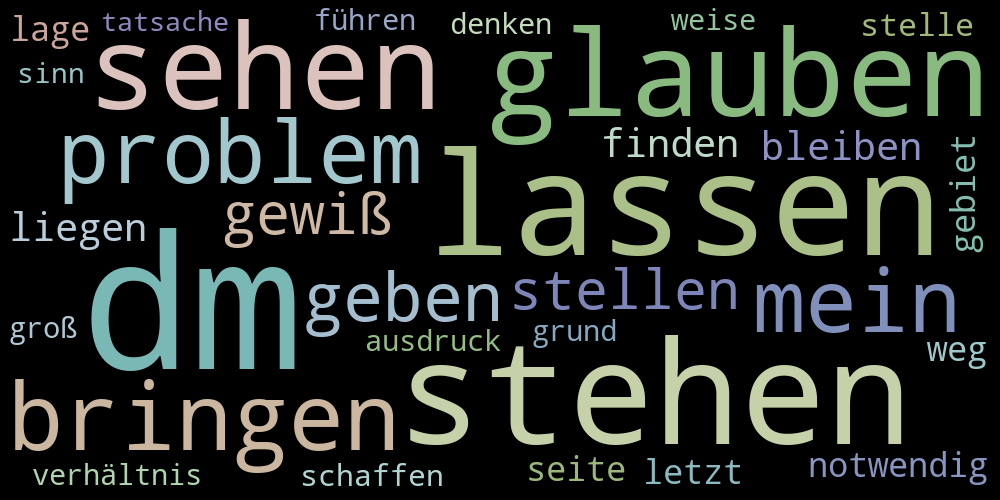 lage
tatsache
führen
denken
weise
stelle
sinn
sehen
glauben
problem
finden
bleiben
gebiet
liegen
gewiß
lassen
groß
dm
geben
stellen
mein
ausdruck
grund
weg
bringen
stehen
verhältnis
schaffen
seite
letzt
notwendig